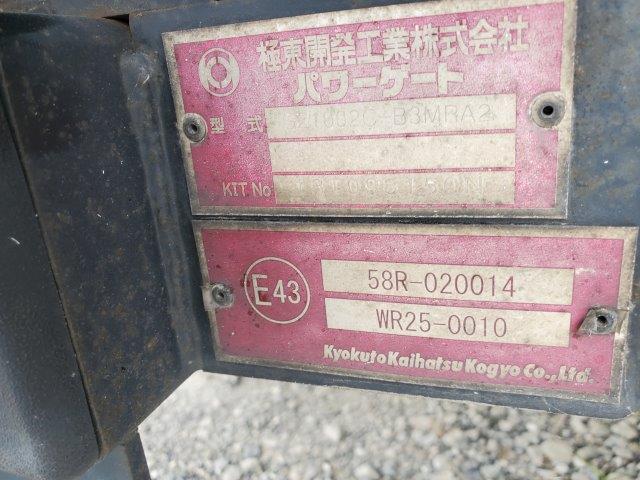 極東開発工業株式会社
パワーゲート
型式 B3MRA2
KIT No
E43
58R-020014
WR25-0010
Kyokuto Kaihatsu Kogyo Co., Ltd.